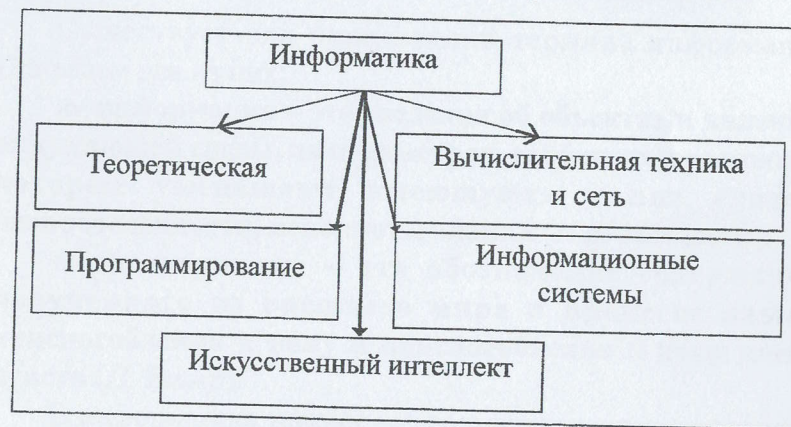 Информатика
Теоретическая
Вычислительная техника
и сеть
Программирование
Информационные
системы
Искусственный интеллект